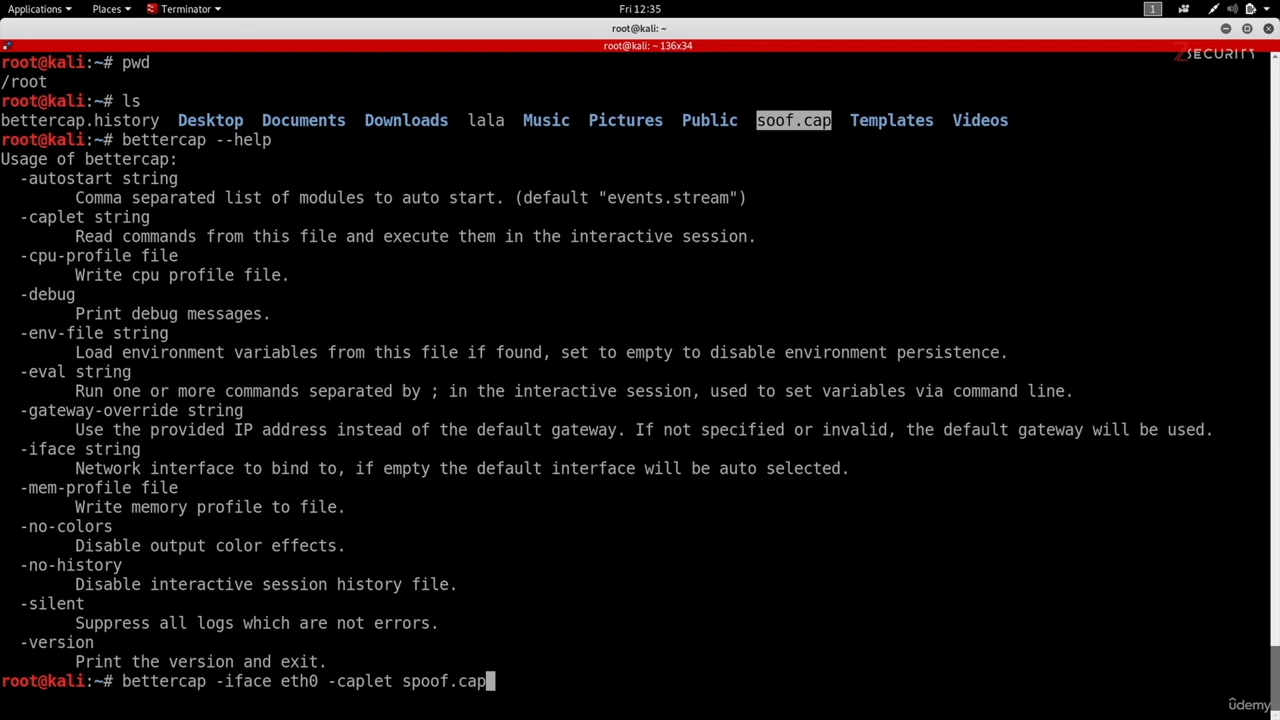 Applications Places Terminator Fri 12:35 1
root@kali: ~
root@kali: ~ 136x34
ZSECURITY
root@kali:~# pwd
/root
root@kali:~# ls
bettercap.history Desktop Documents Downloads lala Music Pictures Public soof.cap Templates Videos
root@kali:~# bettercap --help
Usage of bettercap:
-autostart string
Comma separated list of modules to auto start. (default "events.stream")
-caplet string
Read commands from this file and execute them in the interactive session.
-cpu-profile file
Write cpu profile file.
-debug
Print debug messages.
-env-file string
Load environment variables from this file if found, set to empty to disable environment persistence.
-eval string
Run one or more commands separated by ; in the interactive session, used to set variables via command line.
-gateway-override string
Use the provided IP address instead of the default gateway. If not specified or invalid, the default gateway will be used.
-iface string
Network interface to bind to, if empty the default interface will be auto selected.
-mem-profile file
Write memory profile to file.
-no-colors
Disable output color effects.
-no-history
Disable interactive session history file.
-silent
Suppress all logs which are not errors.
-version
Print the version and exit.
root@kali:~# bettercap -iface eth0 -caplet spoof.cap
ûdemy